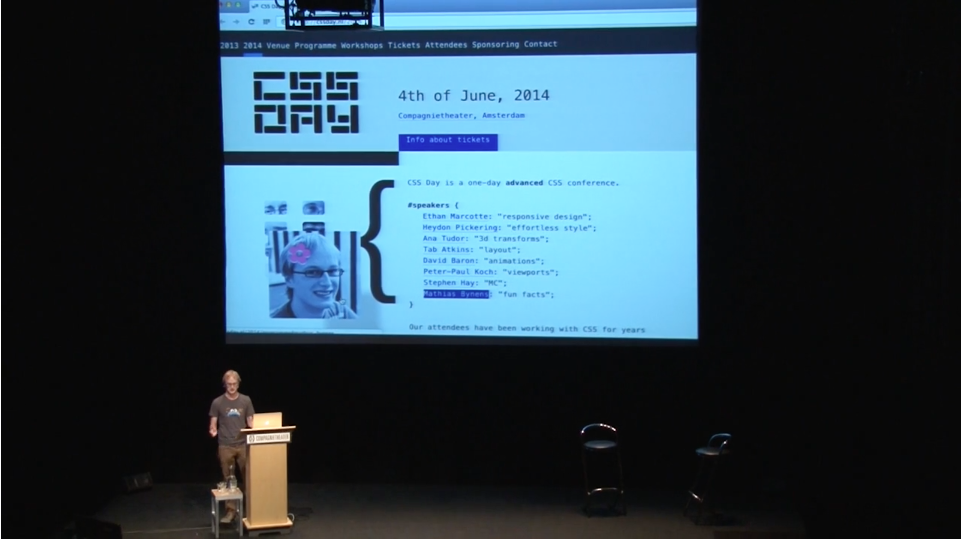 CSS Da
2013 2014 Venue Programme Workshops Tickets Attendees Sponsoring Contact
CSS
DAY
4th of June, 2014
Compagnietheater, Amsterdam
Info about tickets
CSS Day is a one-day advanced CSS conference.
#speakers {
Ethan Marcotte: "responsive design";
Heydon Pickering: "effortless style";
Ana Tudor: "3d transforms";
Tab Atkins: "layout";
David Baron: "animations";
Peter-Paul Koch: "viewports";
Stephen Hay: "MC";
Mathias Bynens: "fun facts";
}
Our attendees have been working with CSS for years
COMPAGNIETHEATER